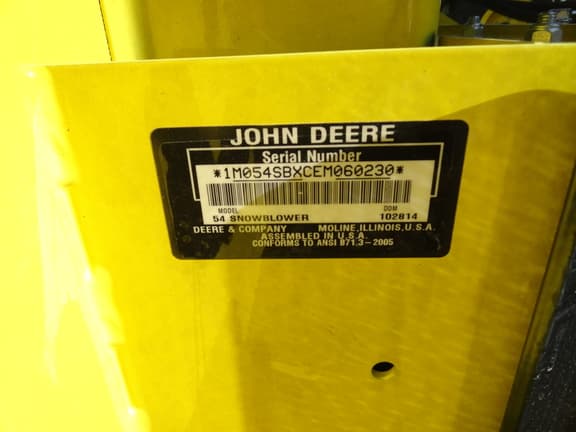 JOHN DEERE
Serial Number
*1M054SBXCEM060230*
MODEL DOM
54 SNOWBLOWER 102814
DEERE & COMPANY MOLINE, ILLINOIS, U.S.A.
ASSEMBLED IN U.S.A.
CONFORMS TO ANSI B71.3-2005